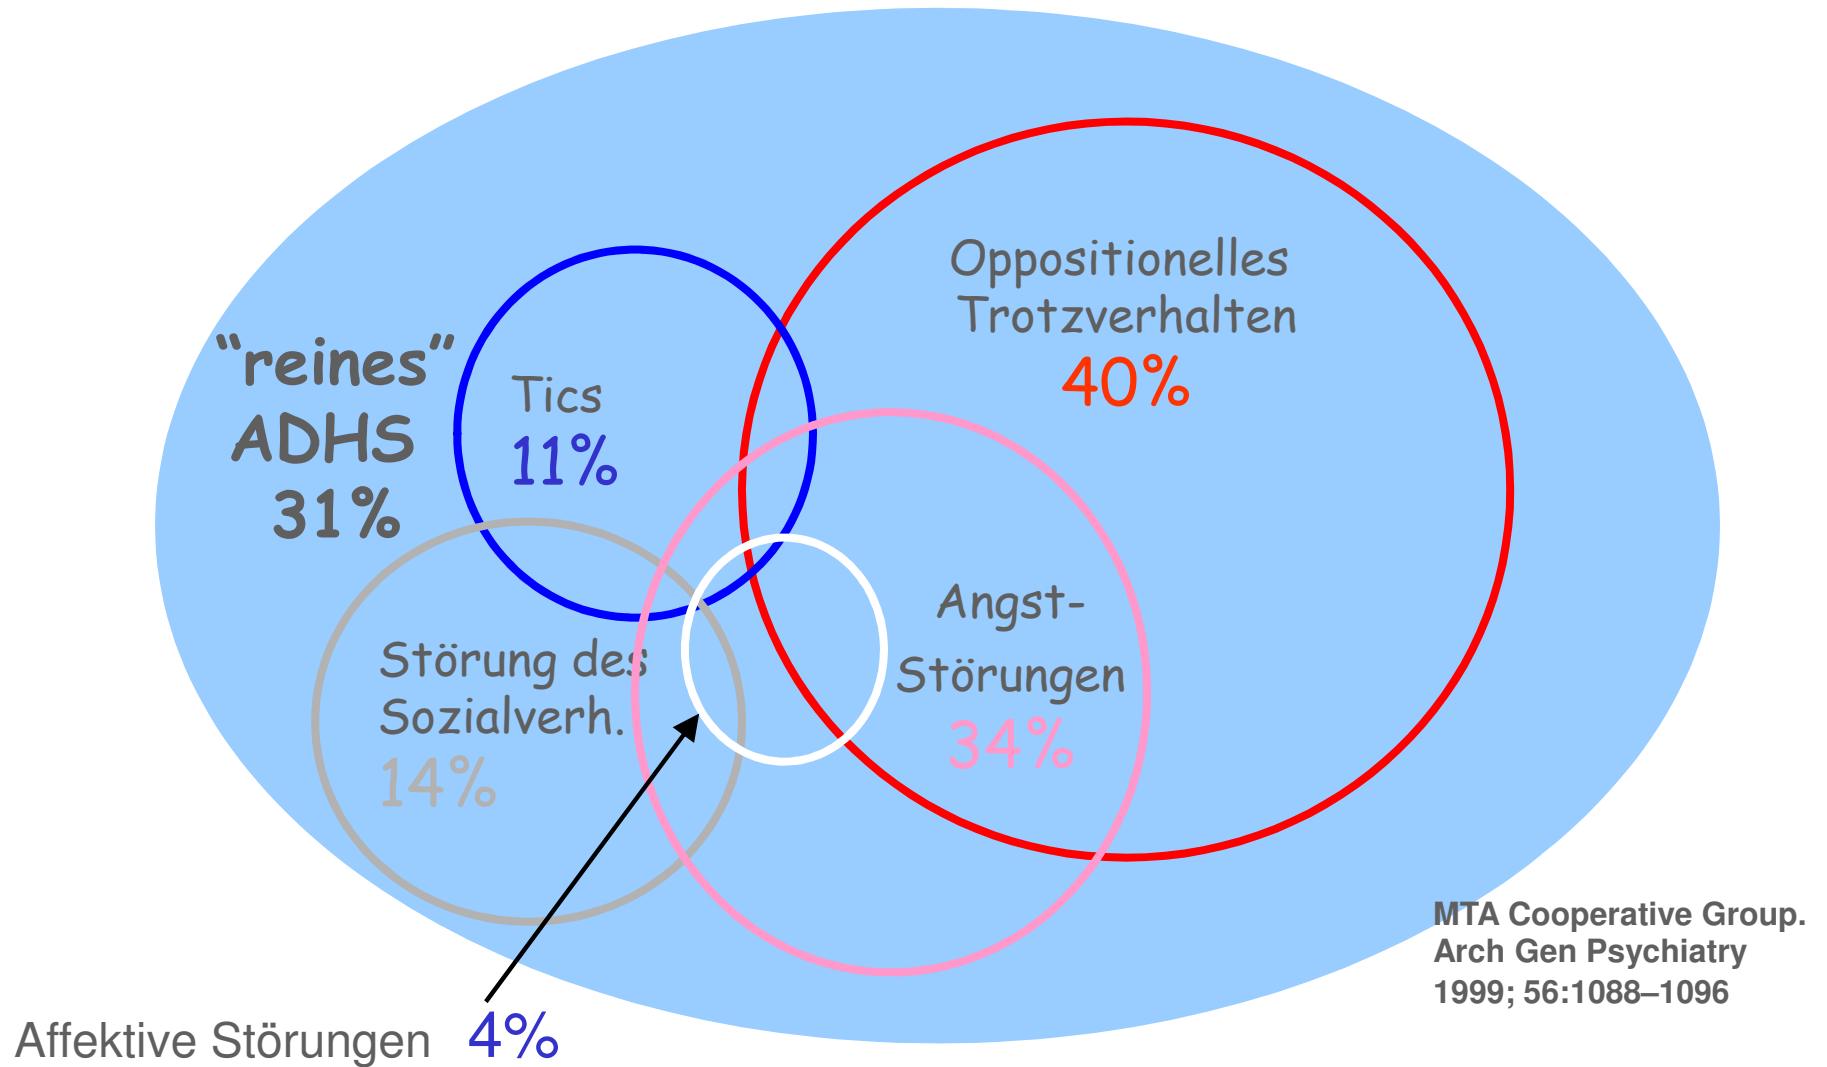 Oppositionelles
Trotzverhalten
40%
“reines”
ADHS
31%
Tics
11%
Angst-
Störungen
34%
Störung des
Sozialverh.
14%
MTA Cooperative Group.
Arch Gen Psychiatry
1999; 56:1088–1096
Affektive Störungen 4%